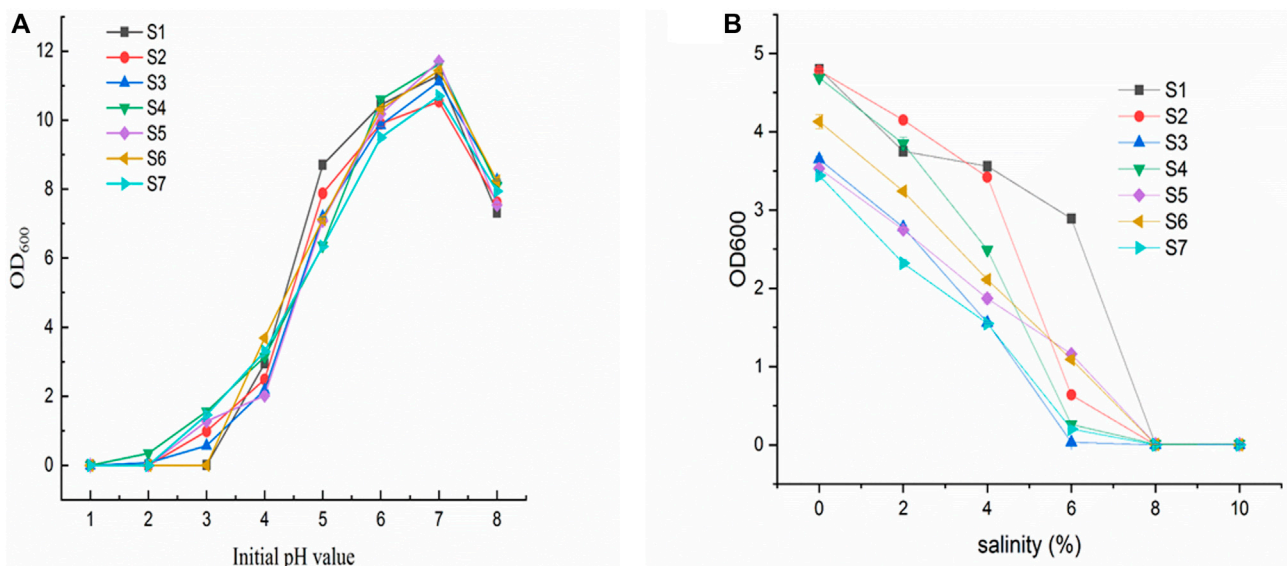 A
S1
S2
S3
S4
S5
S6
S7
12
10
8
6
4
2
0
OD600
1 2 3 4 5 6 7 8
Initial pH value
B
S1
S2
S3
S4
S5
S6
S7
5
4
3
2
1
0
OD600
0 2 4 6 8 10
salinity (%)